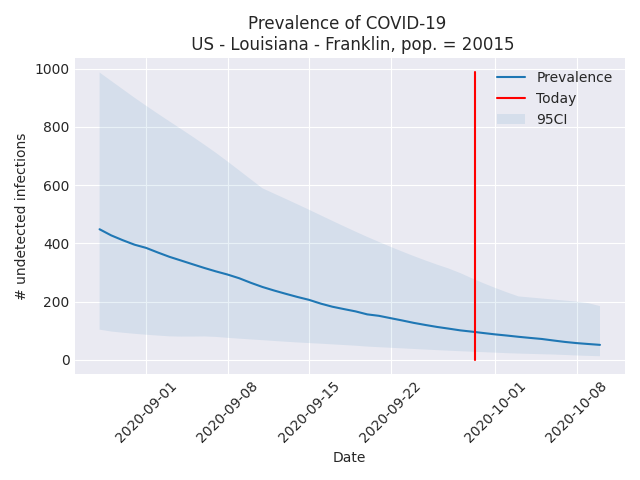 Prevalence of COVID-19
US - Louisiana - Franklin, pop. = 20015
Prevalence
Today
95CI
# undetected infections
1000
800
600
400
200
0
2020-09-01
2020-09-08
2020-09-15
2020-09-22
2020-10-01
2020-10-08
Date